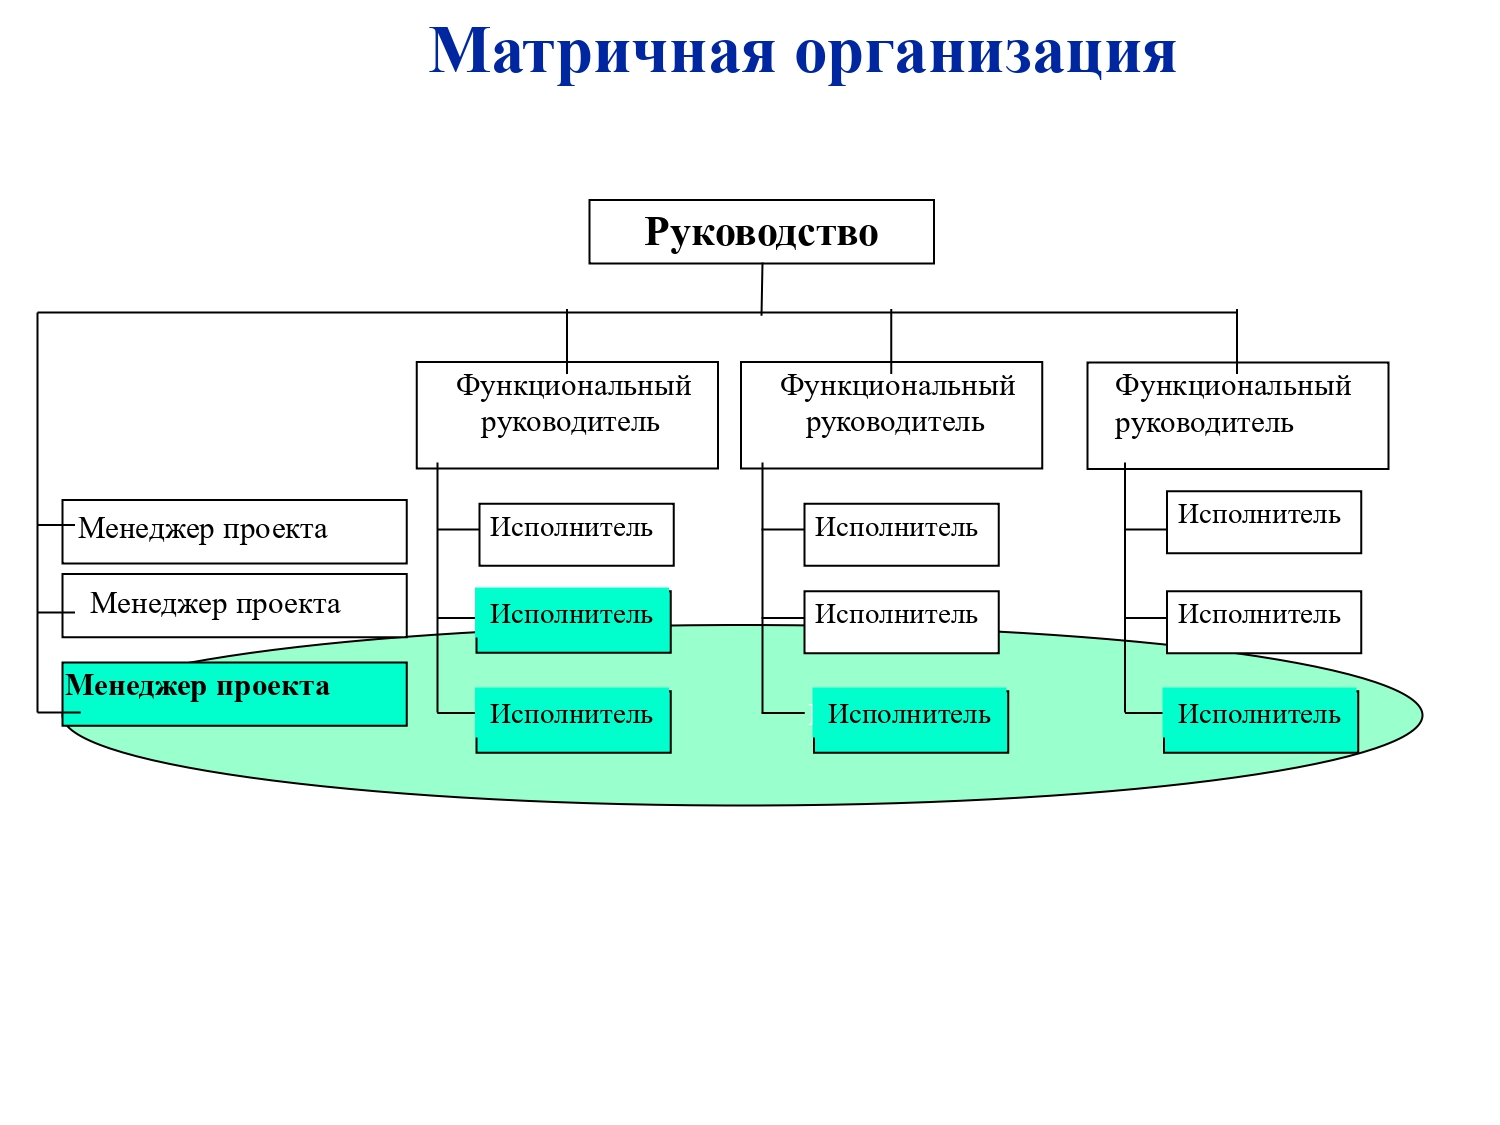 Матричная организация
Руководство
Функциональный
руководитель
Функциональный
руководитель
Функциональный
руководитель
Менеджер проекта
Исполнитель
Исполнитель
Исполнитель
Менеджер проекта
Исполнитель
Исполнитель
Исполнитель
Менеджер проекта
Исполнитель
Исполнитель
Исполнитель